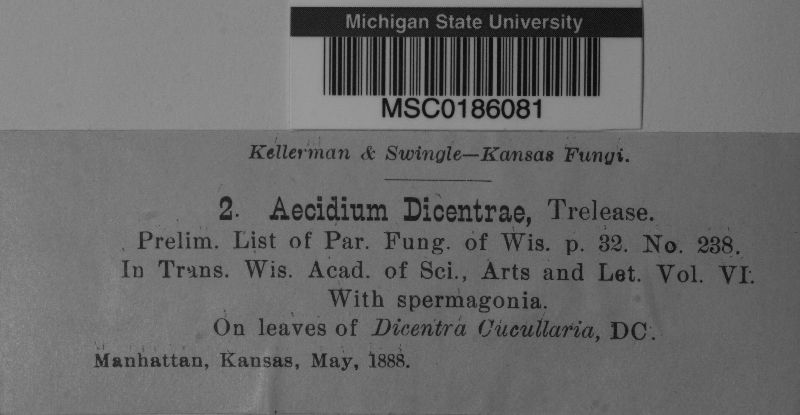 Michigan State University
MSC0186081
Kellerman & Swingle—Kansas Fungi.
2. Aecidium Dicentrae, Trelease.
Prelim. List of Par. Fung. of Wis. p. 32. No. 238.
In Trans. Wis. Acad. of Sci., Arts and Let. Vol. VI.
With spermagonia.
On leaves of Dicentra Cucullaria, DC.
Manhattan, Kansas, May, 1888.